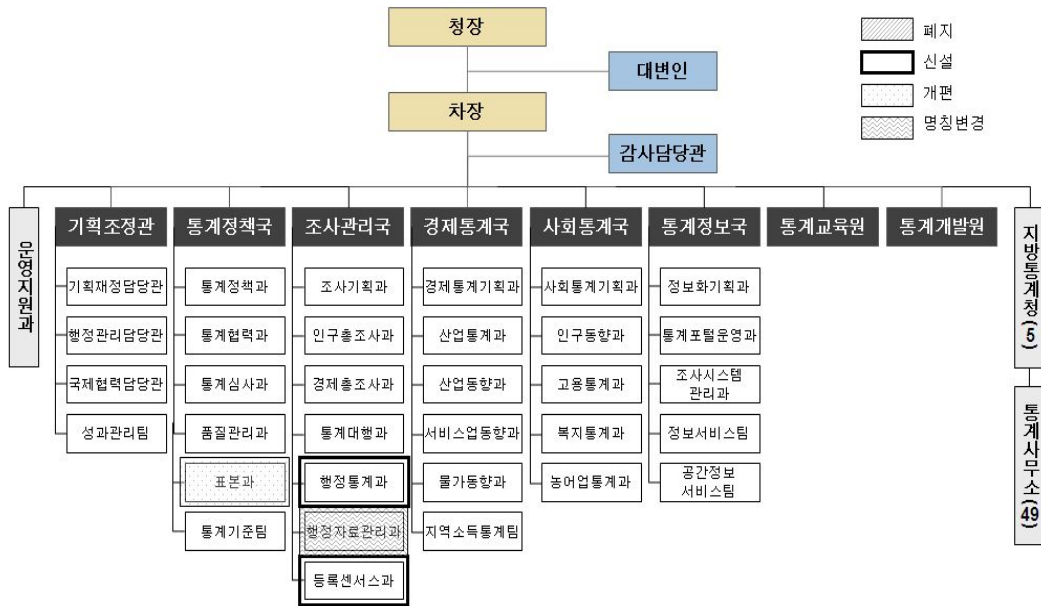 청장
폐지
신설
대변인
개편
차장
명칭변경
감사담당관
운영지원과
기획조정관
통계정책국
조사관리국
경제통계국
사회통계국
통계정보국
통계교육원
통계개발원
지방통계청(5)
통계사무소(49)
기획재정담당관
통계정책과
조사기획과
경제통계기획과
사회통계기획과
정보화기획과
행정관리담당관
통계협력과
인구총조사과
산업통계과
인구동향과
통계포털운영과
국제협력담당관
통계심사과
경제총조사과
산업동향과
고용통계과
조사시스템
관리과
성과관리팀
품질관리과
통계대행과
서비스업동향과
복지통계과
정보서비스팀
표본과
행정통계과
물가동향과
농어업통계과
공간정보
서비스팀
통계기준팀
행정자료관리과
지역소득통계팀
등록센서스과